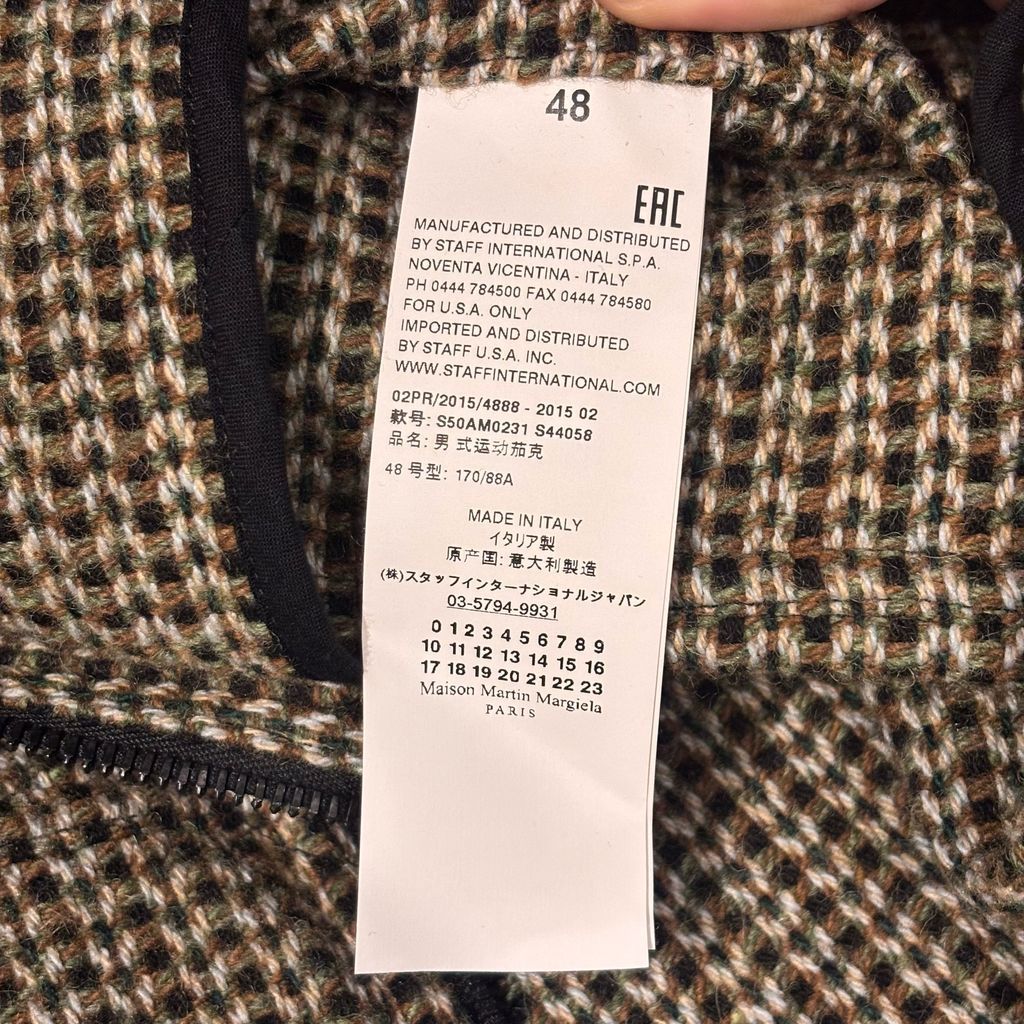 48
EAC
MANUFACTURED AND DISTRIBUTED
BY STAFF INTERNATIONAL S.P.A.
NOVENTA VICENTINA - ITALY
PH 0444 784500 FAX 0444 784580
FOR U.S.A. ONLY
IMPORTED AND DISTRIBUTED
BY STAFF U.S.A. INC.
WWW.STAFFINTERNATIONAL.COM
02PR/2015/4888 - 2015 02
款号: S50AM0231 S44058
品名: 男 式运动茄克
48 号型: 170/88A
MADE IN ITALY
イタリア製
原产国: 意大利製造
(株)スタッフインターナショナルジャパン
03-5794-9931
0 1 2 3 4 5 6 7 8 9
10 11 12 13 14 15 16
17 18 19 20 21 22 23
Maison Martin Margiela
PARIS